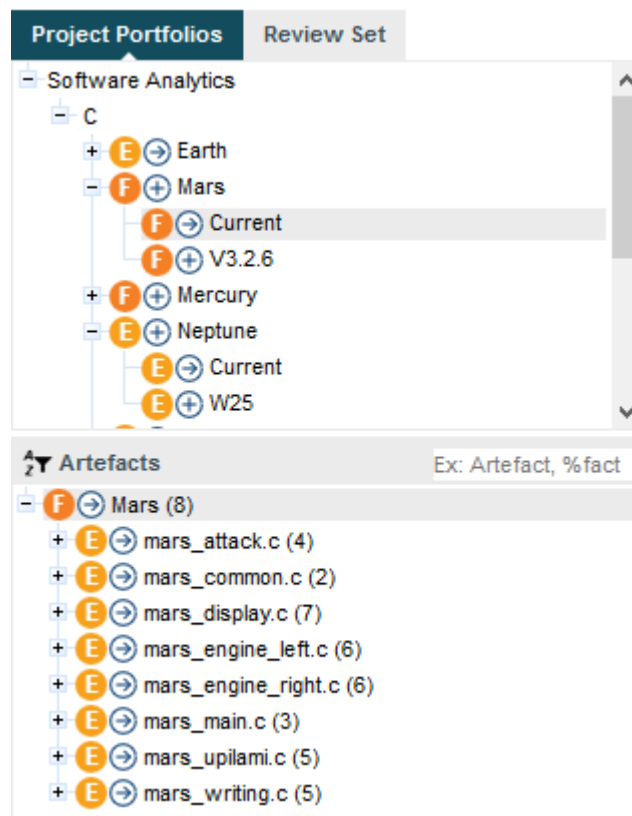 Project Portfolios Review Set
Software Analytics
C
E Earth
F Mars
F Current
F V3.2.6
F Mercury
E Neptune
E Current
E W25
A Z Artefacts Ex: Artefact, %fact
F Mars (8)
E mars_attack.c (4)
E mars_common.c (2)
E mars_display.c (7)
E mars_engine_left.c (6)
E mars_engine_right.c (6)
E mars_main.c (3)
E mars_upilami.c (5)
E mars_writing.c (5)